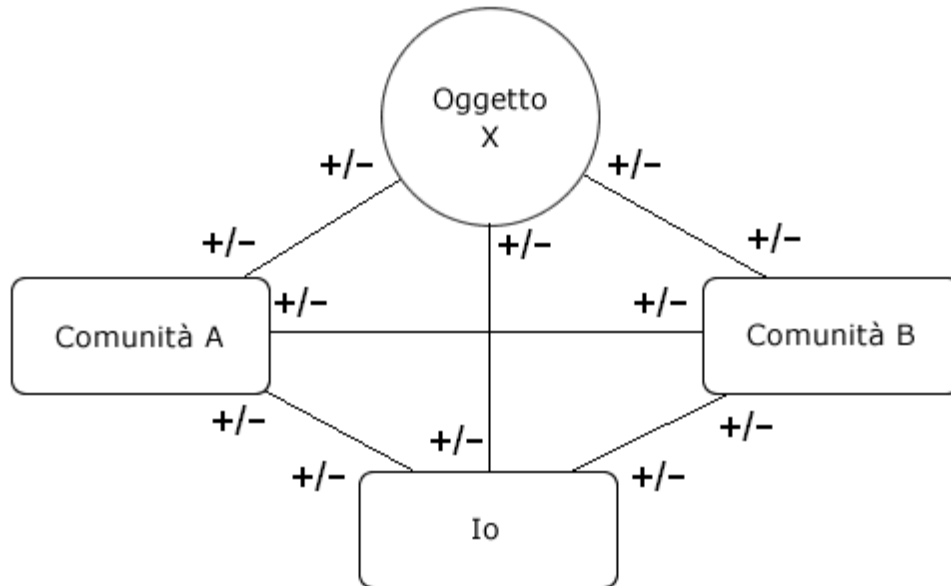 Oggetto
X
+/– +/–
+/– +/– +/–
+/– +/–
Comunità A Comunità B
+/– +/– +/–
+/– +/–
Io